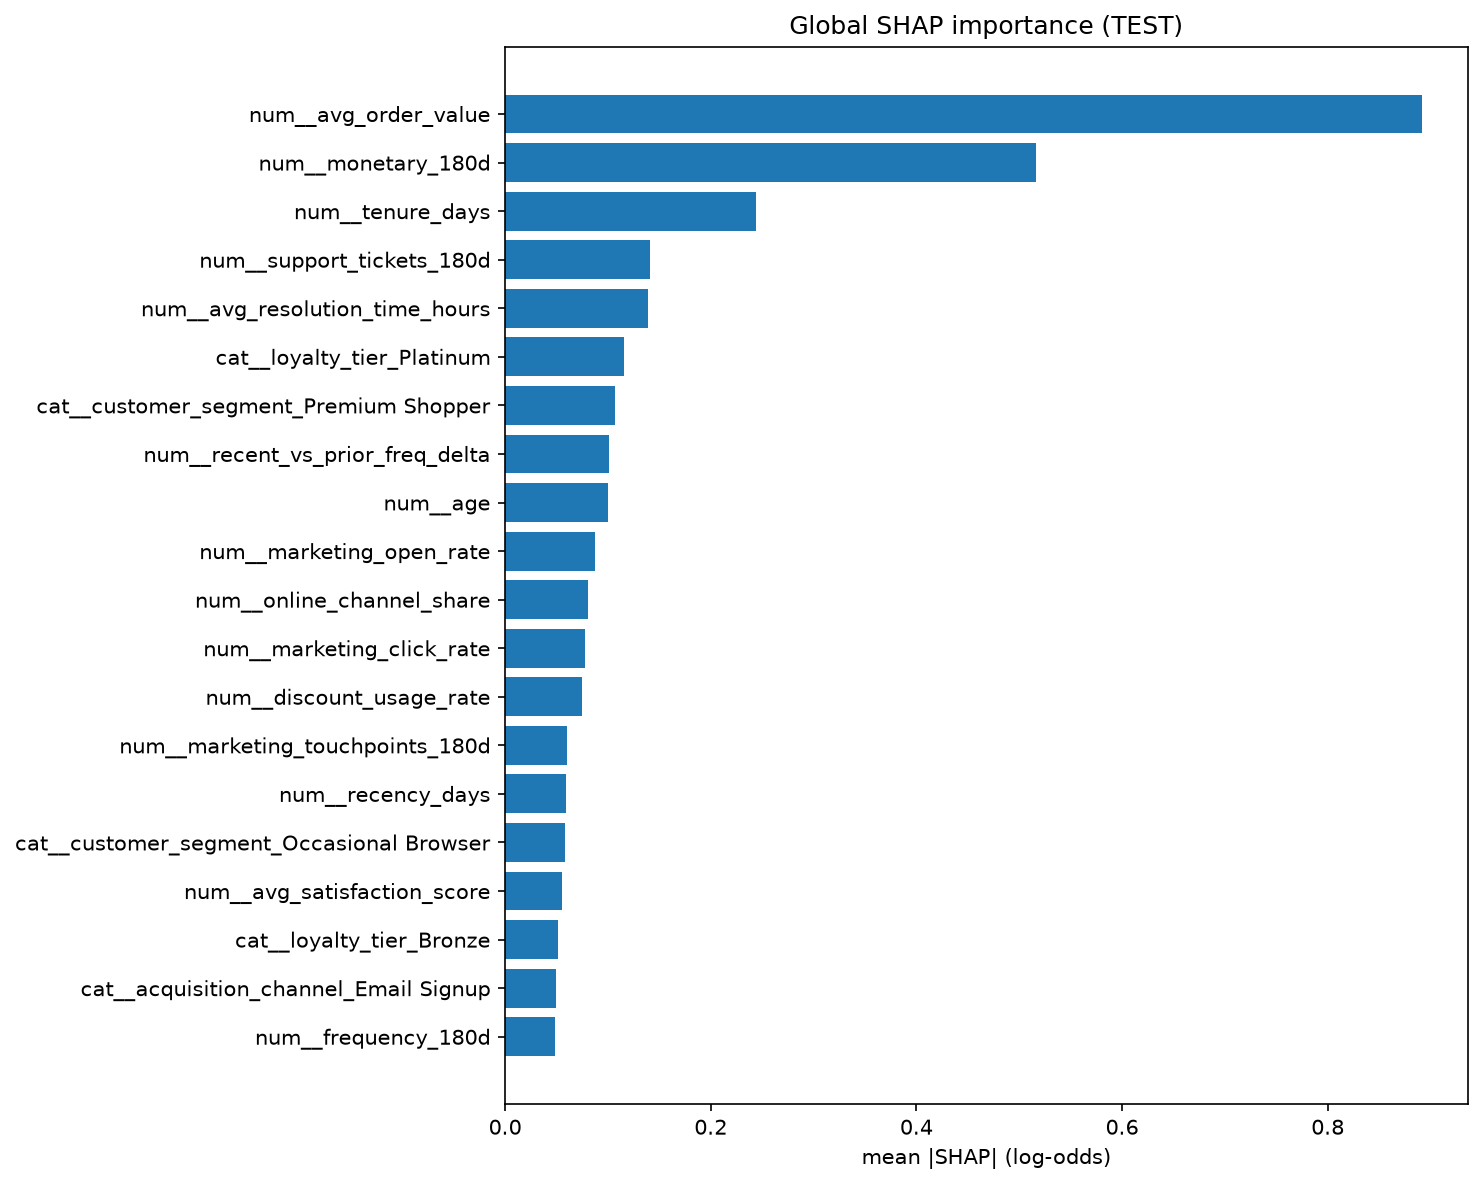 Global SHAP importance (TEST)
num__avg_order_value
num__monetary_180d
num__tenure_days
num__support_tickets_180d
num__avg_resolution_time_hours
cat__loyalty_tier_Platinum
cat__customer_segment_Premium Shopper
num__recent_vs_prior_freq_delta
num__age
num__marketing_open_rate
num__online_channel_share
num__marketing_click_rate
num__discount_usage_rate
num__marketing_touchpoints_180d
num__recency_days
cat__customer_segment_Occasional Browser
num__avg_satisfaction_score
cat__loyalty_tier_Bronze
cat__acquisition_channel_Email Signup
num__frequency_180d
0.0 0.2 0.4 0.6 0.8
mean |SHAP| (log-odds)